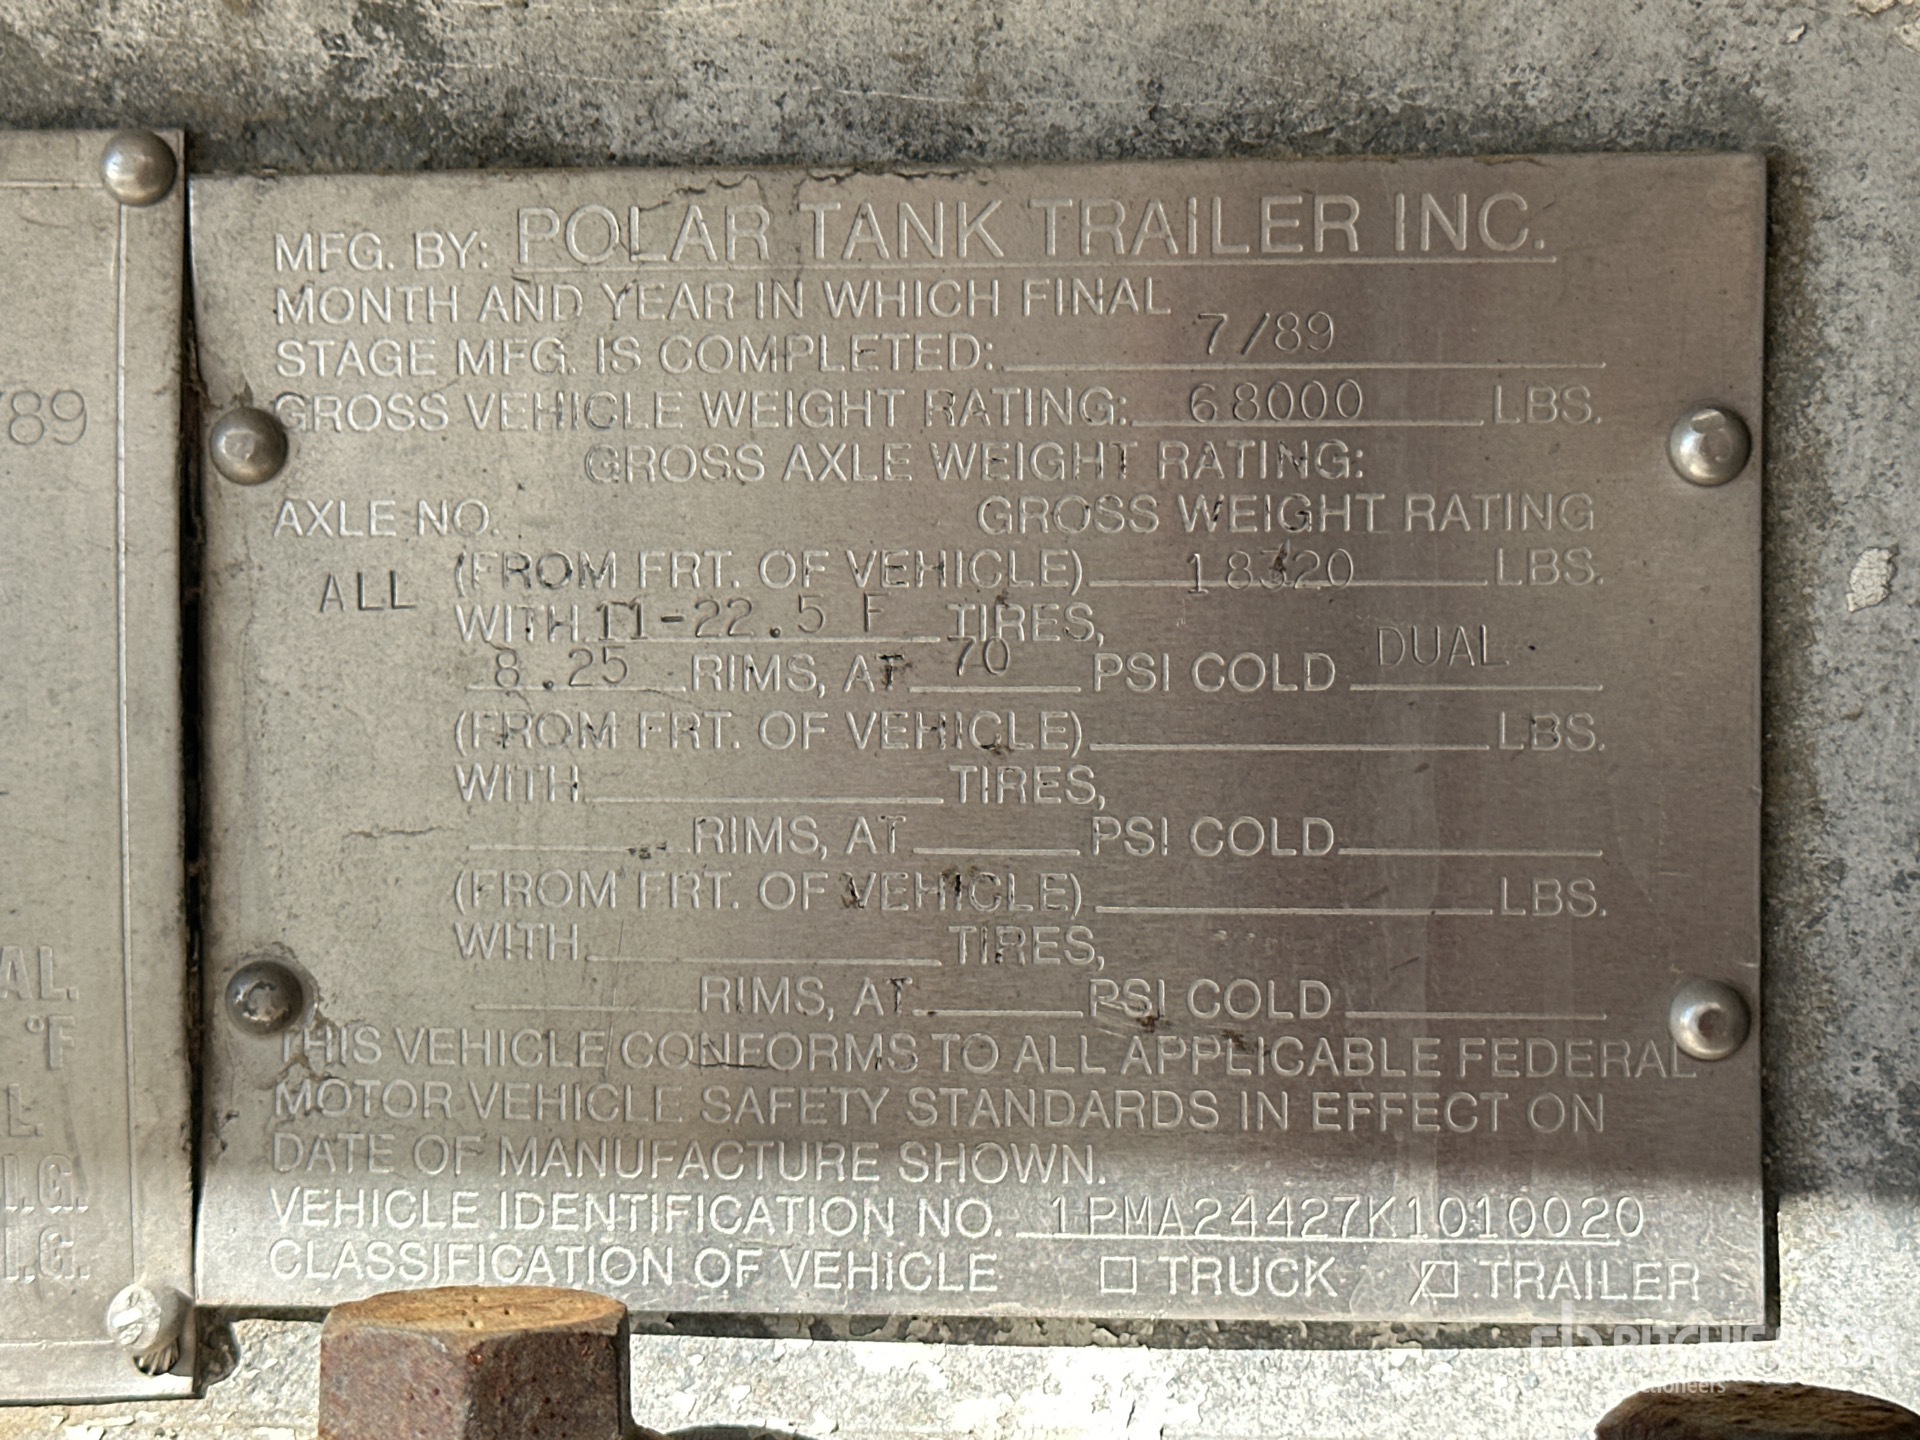 MFG. BY: POLAR TANK TRAILER INC.
MONTH AND YEAR IN WHICH FINAL
STAGE MFG. IS COMPLETED: 7/89
GROSS VEHICLE WEIGHT RATING: 68000 LBS.
GROSS AXLE WEIGHT RATING:
AXLE NO. GROSS WEIGHT RATING
ALL (FROM FRT. OF VEHICLE) 18320 LBS.
WITH 11-22.5 F TIRES,
8.25 RIMS, AT 70 PSI COLD DUAL
(FROM FRT. OF VEHICLE) LBS.
WITH TIRES,
RIMS, AT PSI COLD
(FROM FRT. OF VEHICLE) LBS.
WITH TIRES,
RIMS, AT PSI COLD
THIS VEHICLE CONFORMS TO ALL APPLICABLE FEDERAL
MOTOR VEHICLE SAFETY STANDARDS IN EFFECT ON
DATE OF MANUFACTURE SHOWN.
VEHICLE IDENTIFICATION NO. 1PMA24427K1010020
CLASSIFICATION OF VEHICLE TRUCK TRAILER
/89
AL.
°F
L
I.G.
I.G.